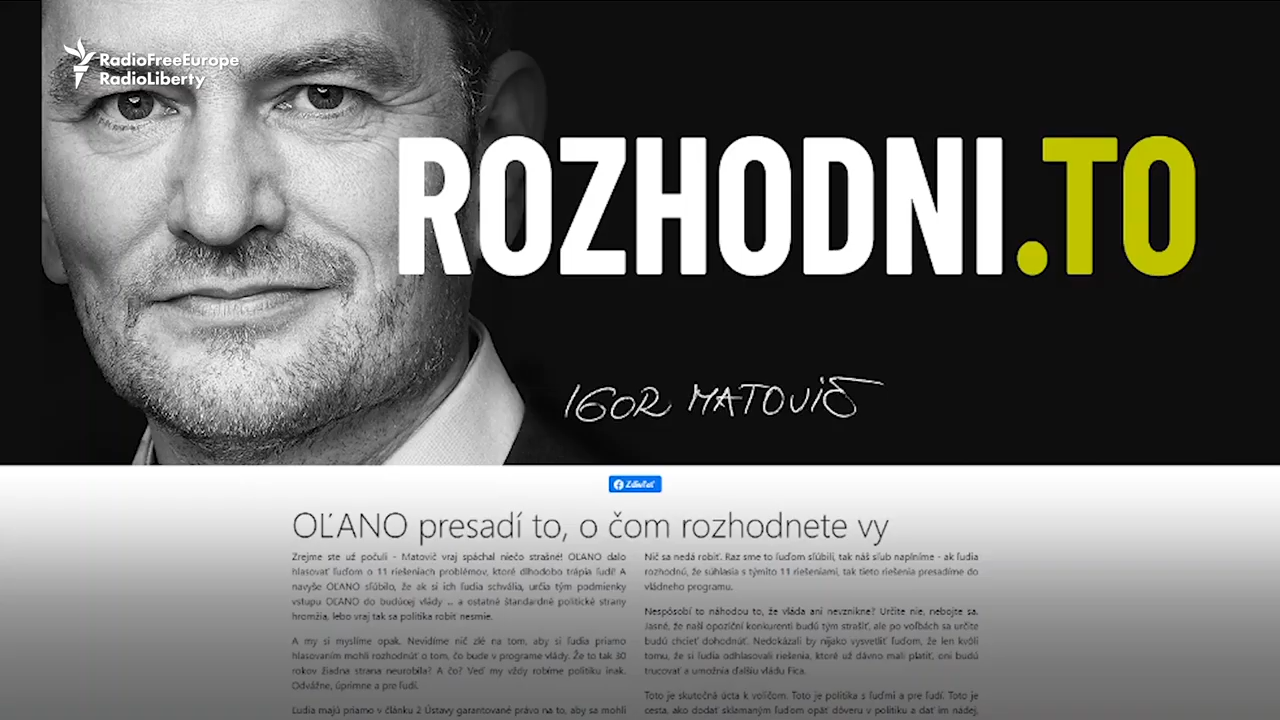 RadioFreeEurope
RadioLiberty
ROZHODNI.TO
IGOR MATOVIČ
Zdieľať
OĽANO presadí to, o čom rozhodnete vy
Zrejme ste už počuli - Matovič vraj spáchal niečo strašné! OĽANO dalo
hlasovať ľuďom o 11 riešeniach problémov, ktoré dlhodobo trápia ľudí! A
navyše OĽANO sľúbilo, že ak si ich ľudia schvália, určia tým podmienky
vstupu OĽANO do budúcej vlády ... a ostatné štandardné politické strany
hromžia, lebo vraj tak sa politika robiť nesmie.
A my si myslíme opak. Nevidíme nič zlé na tom, aby si ľudia priamo
hlasovaním mohli rozhodnúť o tom, čo bude v programe vlády. Že to tak 30
rokov žiadna strana neurobila? A čo? Veď my vždy robíme politiku inak.
Odvážne, úprimne a pre ľudí.
Ľudia majú priamo v článku 2 Ústavy garantované právo na to, aby sa mohli
Nič sa nedá robiť. Raz sme to ľuďom sľúbili, tak náš sľub naplníme - ak ľudia
rozhodnú, že súhlasia s týmito 11 riešeniami, tak tieto riešenia presadíme do
vládneho programu.
Nespôsobí to náhodou to, že vláda ani nevznikne? Určite nie, nebojte sa.
Jasné, že naši opoziční konkurenti budú tým strašiť, ale po voľbách sa určite
budú chcieť dohodnúť. Nedokázali by nijako vysvetliť ľuďom, že len kvôli
tomu, že si ľudia odhlasovali riešenia, ktoré už dávno mali platiť, oni budú
trucovať a umožnia ďalšiu vládu Fica.
Toto je skutočná úcta k voličom. Toto je politika s ľuďmi a pre ľudí. Toto je
cesta, ako dodať sklamaným ľuďom opäť dôveru v politiku a dať im nádej,